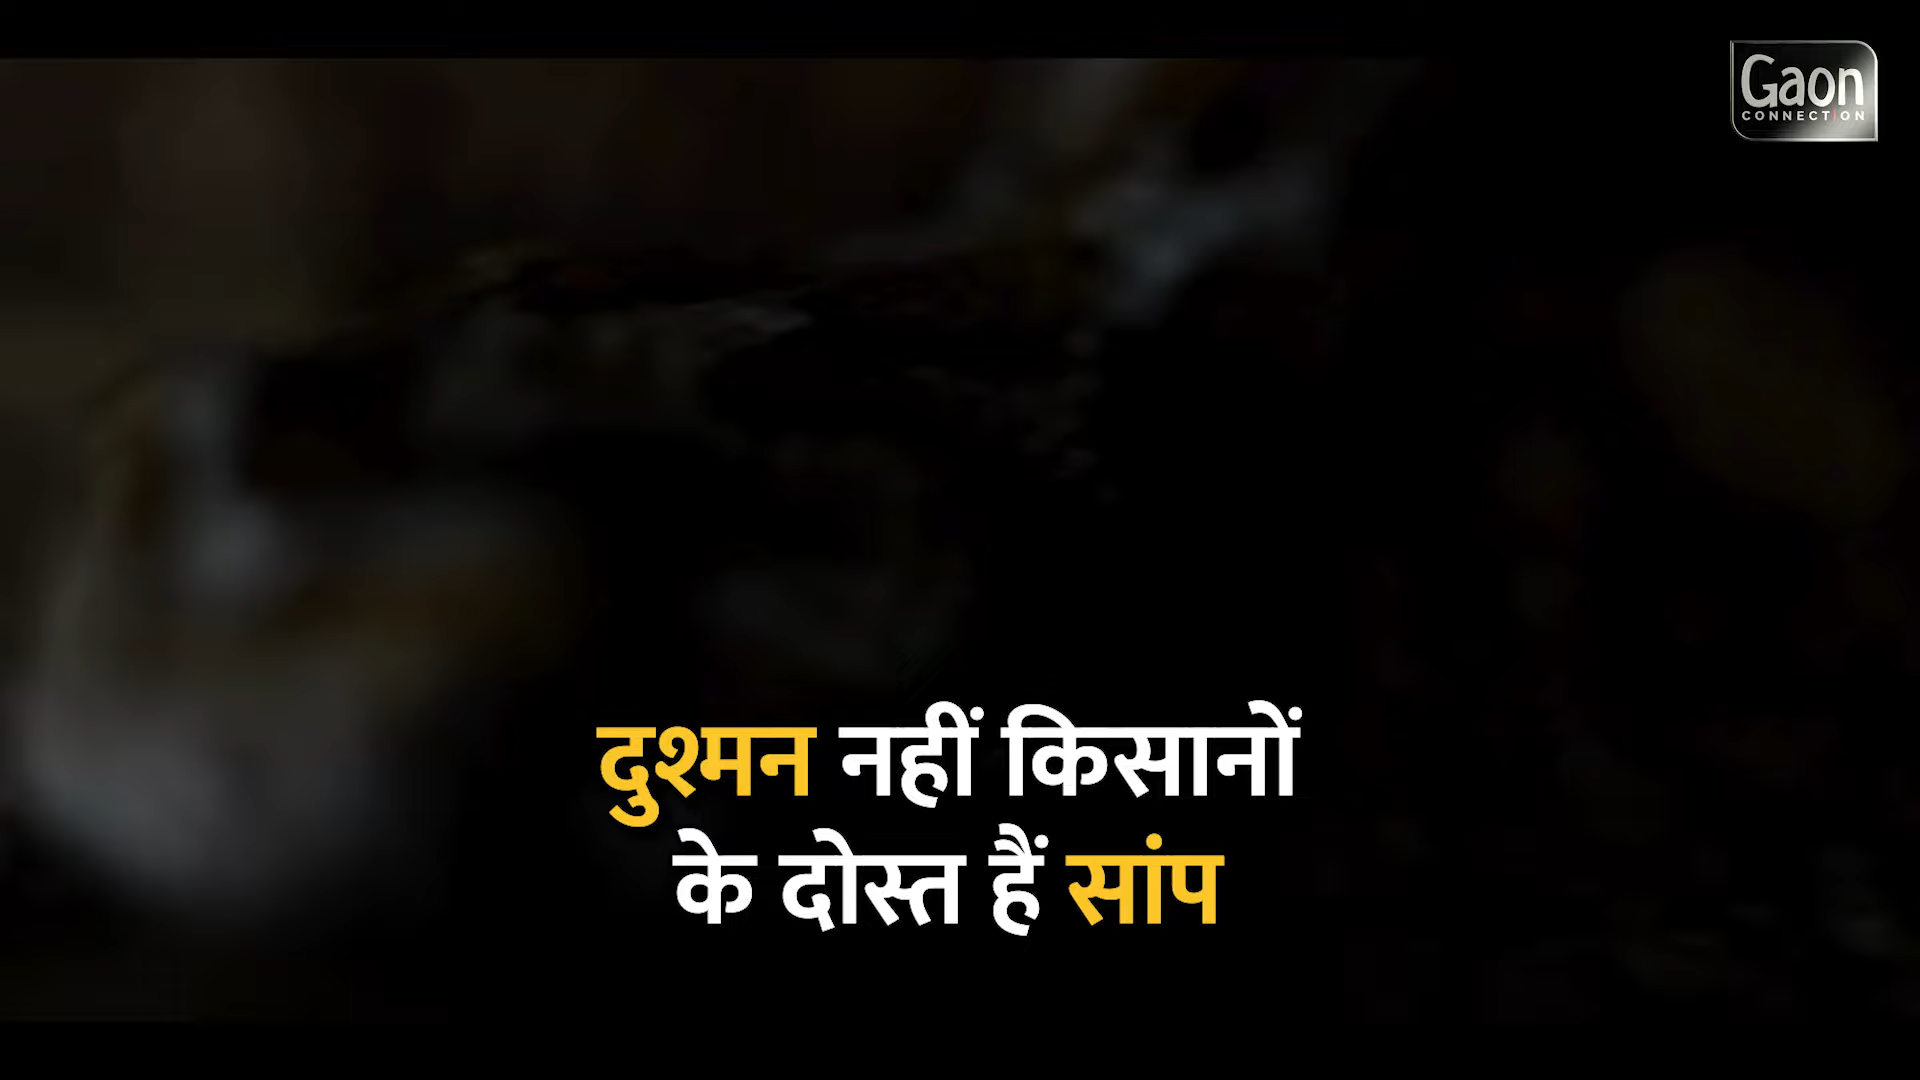 Gaon
CONNECTION
दुश्मन नहीं किसानों
के दोस्त हैं सांप